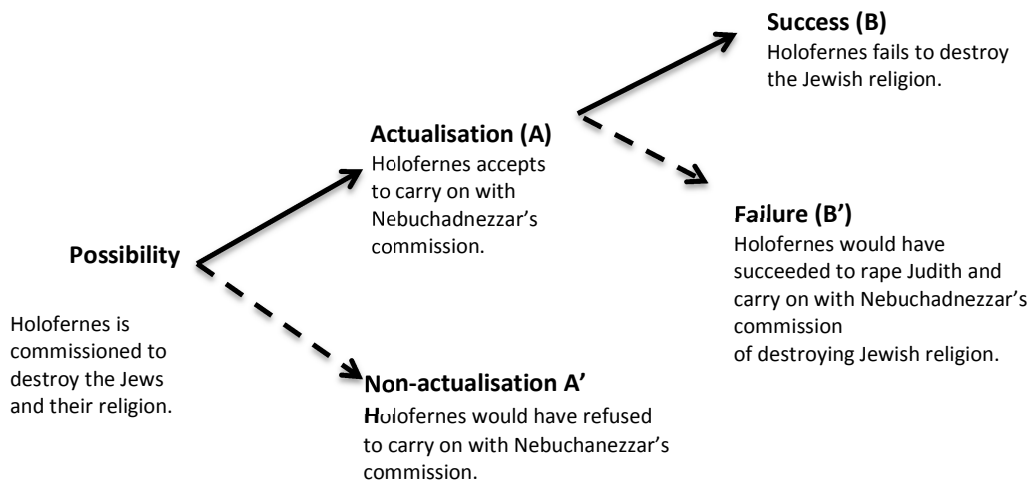 Success (B)
Holofernes fails to destroy
the Jewish religion.
Actualisation (A)
Holofernes accepts
to carry on with
Nebuchadnezzar's
commission.
Failure (B')
Holofernes would have
succeeded to rape Judith and
carry on with Nebuchadnezzar's
commission
of destroying Jewish religion.
Possibility
Holofernes is
commissioned to
destroy the Jews
and their religion.
Non-actualisation A'
Holofernes would have refused
to carry on with Nebuchanezzar's
commission.